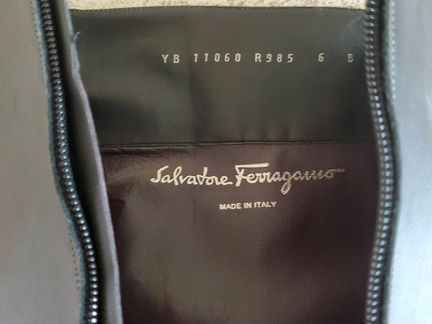 YB 11060 R985 6 B
Salvatore Ferragamo
MADE IN ITALY